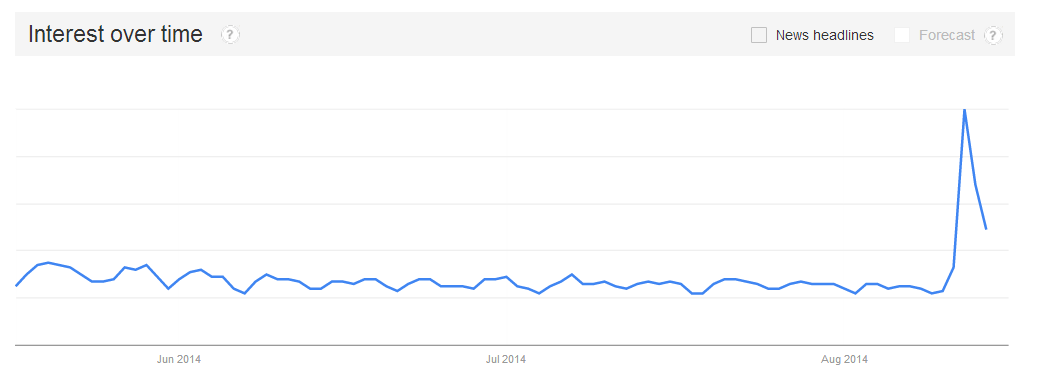 Interest over time ?
News headlines
Forecast ?
Jun 2014
Jul 2014
Aug 2014